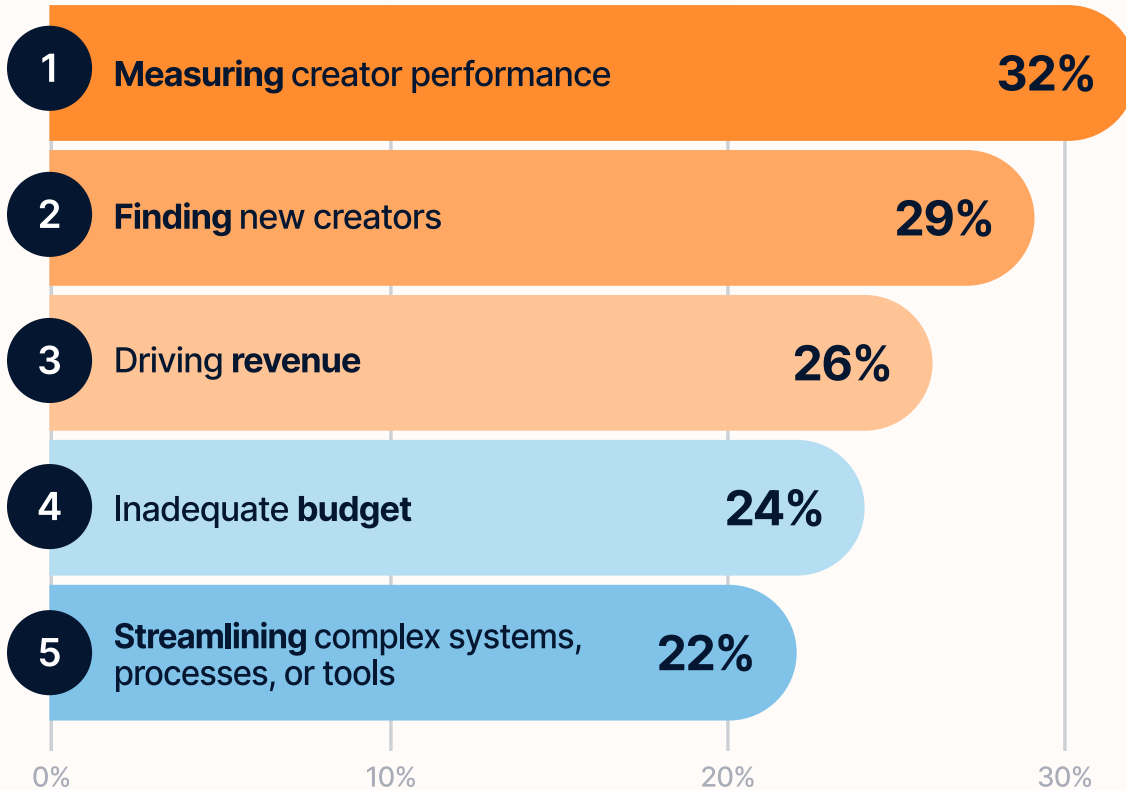 1 Measuring creator performance 32%
2 Finding new creators 29%
3 Driving revenue 26%
4 Inadequate budget 24%
5 Streamlining complex systems,
processes, or tools 22%
0% 10% 20% 30%